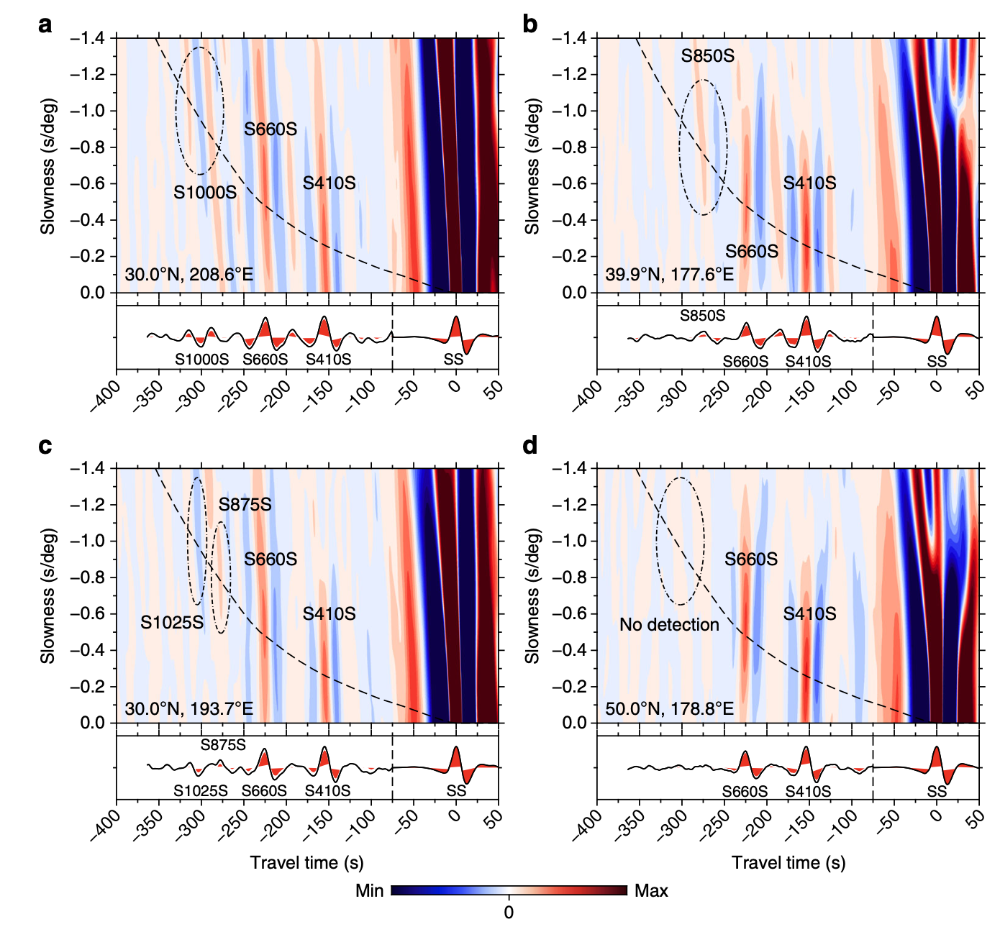 a
−1.4
−1.2
−1.0
−0.8
−0.6
−0.4
−0.2
0.0
Slowness (s/deg)
S660S
S410S
S1000S
30.0°N, 208.6°E
S1000S S660S S410S SS
−400 −350 −300 −250 −200 −150 −100 −50 0 50
b
−1.4
−1.2
−1.0
−0.8
−0.6
−0.4
−0.2
0.0
Slowness (s/deg)
S850S
S410S
S660S
39.9°N, 177.6°E
S850S
S660S S410S SS
−400 −350 −300 −250 −200 −150 −100 −50 0 50
c
−1.4
−1.2
−1.0
−0.8
−0.6
−0.4
−0.2
0.0
Slowness (s/deg)
S875S
S660S
S410S
S1025S
30.0°N, 193.7°E
S875S
S1025S S660S S410S SS
−400 −350 −300 −250 −200 −150 −100 −50 0 50
Travel time (s)
d
−1.4
−1.2
−1.0
−0.8
−0.6
−0.4
−0.2
0.0
Slowness (s/deg)
S660S
S410S
No detection
50.0°N, 178.8°E
S660S S410S SS
−400 −350 −300 −250 −200 −150 −100 −50 0 50
Travel time (s)
Min Max
0